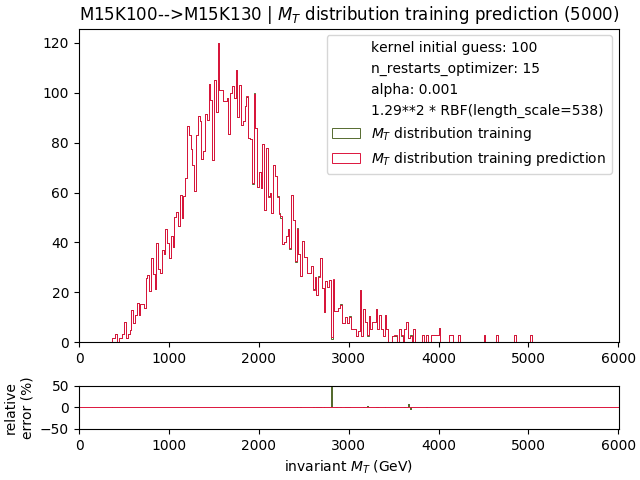 M15K100-->M15K130 | M_T distribution training prediction (5000)
kernel initial guess: 100
n_restarts_optimizer: 15
alpha: 0.001
1.29**2 * RBF(length_scale=538)
M_T distribution training
M_T distribution training prediction
120
100
80
60
40
20
0
0 1000 2000 3000 4000 5000 6000
relative
error (%)
50
0
−50
0 1000 2000 3000 4000 5000 6000
invariant M_T (GeV)